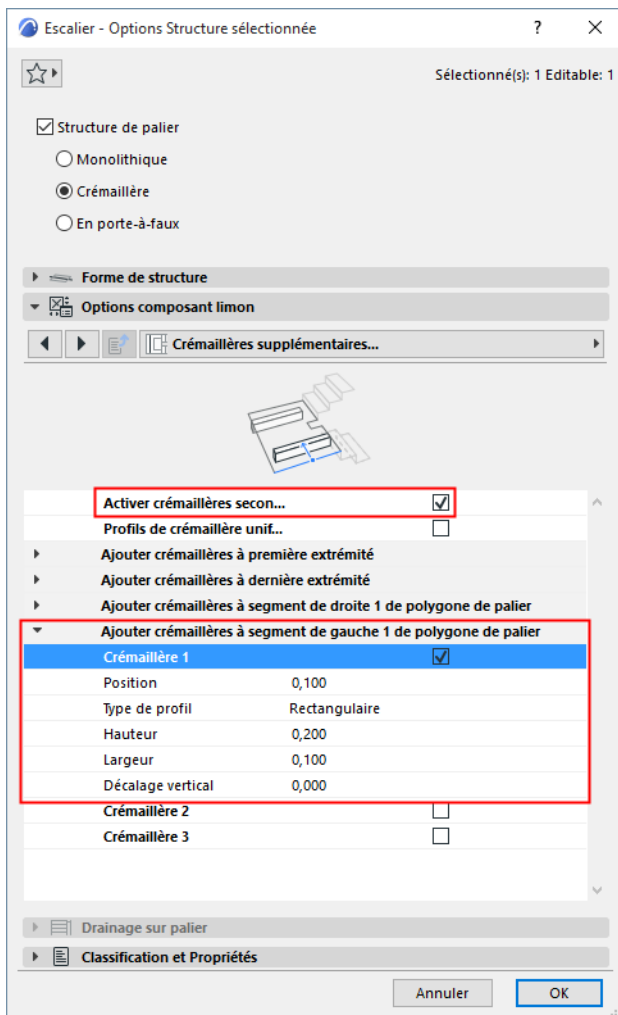 Escalier - Options Structure sélectionnée ?
Sélectionné(s): 1 Editable: 1
Structure de palier
Monolithique
Crémaillère
En porte-à-faux
Forme de structure
Options composant limon
Crémaillères supplémentaires...
Activer crémaillères secon...
Profils de crémaillère unif...
Ajouter crémaillères à première extrémité
Ajouter crémaillères à dernière extrémité
Ajouter crémaillères à segment de droite 1 de polygone de palier
Ajouter crémaillères à segment de gauche 1 de polygone de palier
Crémaillère 1
Position 0,100
Type de profil Rectangulaire
Hauteur 0,200
Largeur 0,100
Décalage vertical 0,000
Crémaillère 2
Crémaillère 3
Drainage sur palier
Classification et Propriétés
Annuler OK